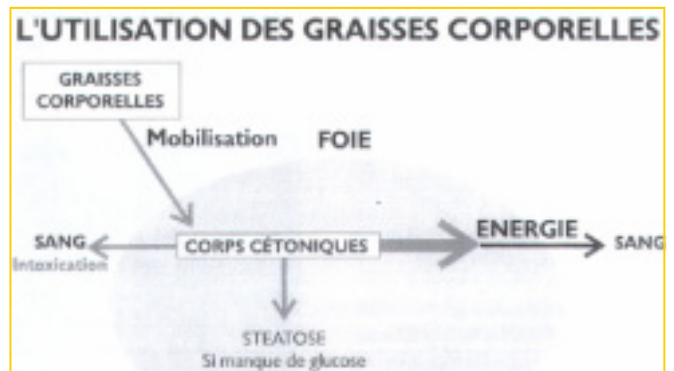 L'UTILISATION DES GRAISSES CORPORELLES
GRAISSES
CORPORELLES
Mobilisation FOIE
ENERGIE
SANG CORPS CÉTONIQUES SANG
Intoxication
STEATOSE
Si manque de glucose